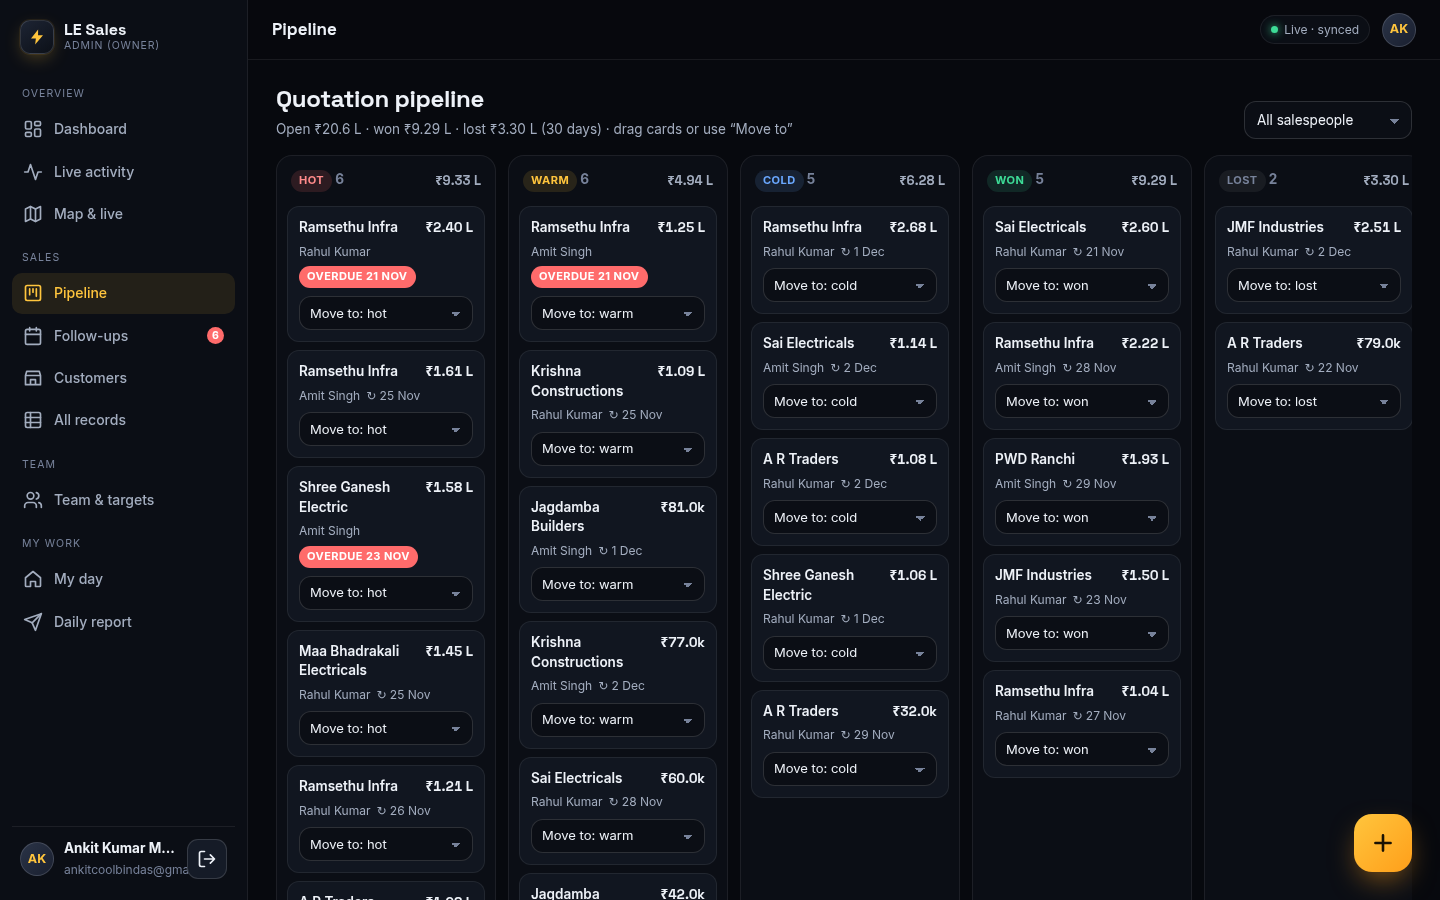 LE Sales
ADMIN (OWNER)
OVERVIEW
Dashboard
Live activity
Map & live
SALES
Pipeline
Follow-ups
6
Customers
All records
TEAM
Team & targets
MY WORK
My day
Daily report
AK
Ankit Kumar M...
ankitcoolbindas@gma
Pipeline
Live · synced
AK
Quotation pipeline
Open ₹20.6 L · won ₹9.29 L · lost ₹3.30 L (30 days) · drag cards or use “Move to”
All salespeople
HOT 6 ₹9.33 L
Ramsethu Infra ₹2.40 L
Rahul Kumar
OVERDUE 21 NOV
Move to: hot
Ramsethu Infra ₹1.61 L
Amit Singh ↻ 25 Nov
Move to: hot
Shree Ganesh ₹1.58 L
Electric
Amit Singh
OVERDUE 23 NOV
Move to: hot
Maa Bhadrakali ₹1.45 L
Electricals
Rahul Kumar ↻ 25 Nov
Move to: hot
Ramsethu Infra ₹1.21 L
Rahul Kumar ↻ 26 Nov
Move to: hot
WARM 6 ₹4.94 L
Ramsethu Infra ₹1.25 L
Amit Singh
OVERDUE 21 NOV
Move to: warm
Krishna ₹1.09 L
Constructions
Rahul Kumar ↻ 25 Nov
Move to: warm
Jagdamba ₹81.0k
Builders
Amit Singh ↻ 1 Dec
Move to: warm
Krishna ₹77.0k
Constructions
Amit Singh ↻ 2 Dec
Move to: warm
Sai Electricals ₹60.0k
Rahul Kumar ↻ 28 Nov
Move to: warm
Jagdamba ₹42.0k
COLD 5 ₹6.28 L
Ramsethu Infra ₹2.68 L
Rahul Kumar ↻ 1 Dec
Move to: cold
Sai Electricals ₹1.14 L
Amit Singh ↻ 2 Dec
Move to: cold
A R Traders ₹1.08 L
Rahul Kumar ↻ 2 Dec
Move to: cold
Shree Ganesh ₹1.06 L
Electric
Rahul Kumar ↻ 1 Dec
Move to: cold
A R Traders ₹32.0k
Rahul Kumar ↻ 29 Nov
Move to: cold
WON 5 ₹9.29 L
Sai Electricals ₹2.60 L
Rahul Kumar ↻ 21 Nov
Move to: won
Ramsethu Infra ₹2.22 L
Amit Singh ↻ 28 Nov
Move to: won
PWD Ranchi ₹1.93 L
Amit Singh ↻ 29 Nov
Move to: won
JMF Industries ₹1.50 L
Rahul Kumar ↻ 23 Nov
Move to: won
Ramsethu Infra ₹1.04 L
Rahul Kumar ↻ 27 Nov
Move to: won
LOST 2 ₹3.30 L
JMF Industries ₹2.51 L
Rahul Kumar ↻ 2 Dec
Move to: lost
A R Traders ₹79.0k
Rahul Kumar ↻ 22 Nov
Move to: lost